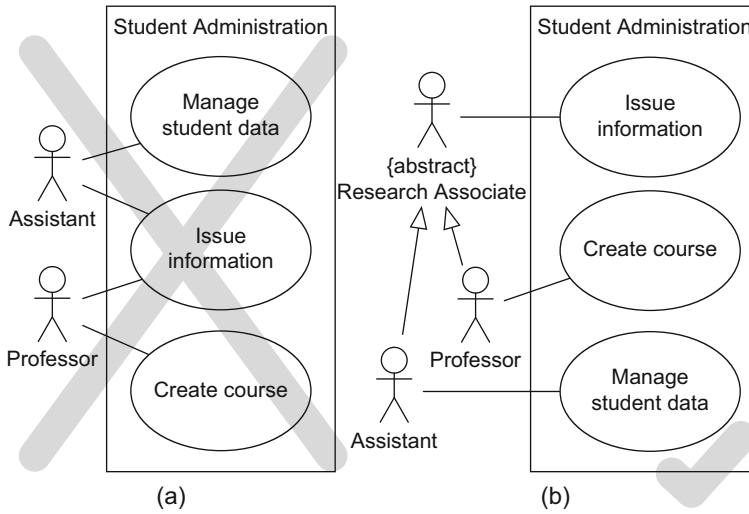 Student Administration
Manage
student data
Assistant
Issue
information
Professor
Create course
(a)
Student Administration
Issue
information
{abstract}
Research Associate
Create course
Professor
Manage
student data
Assistant
(b)